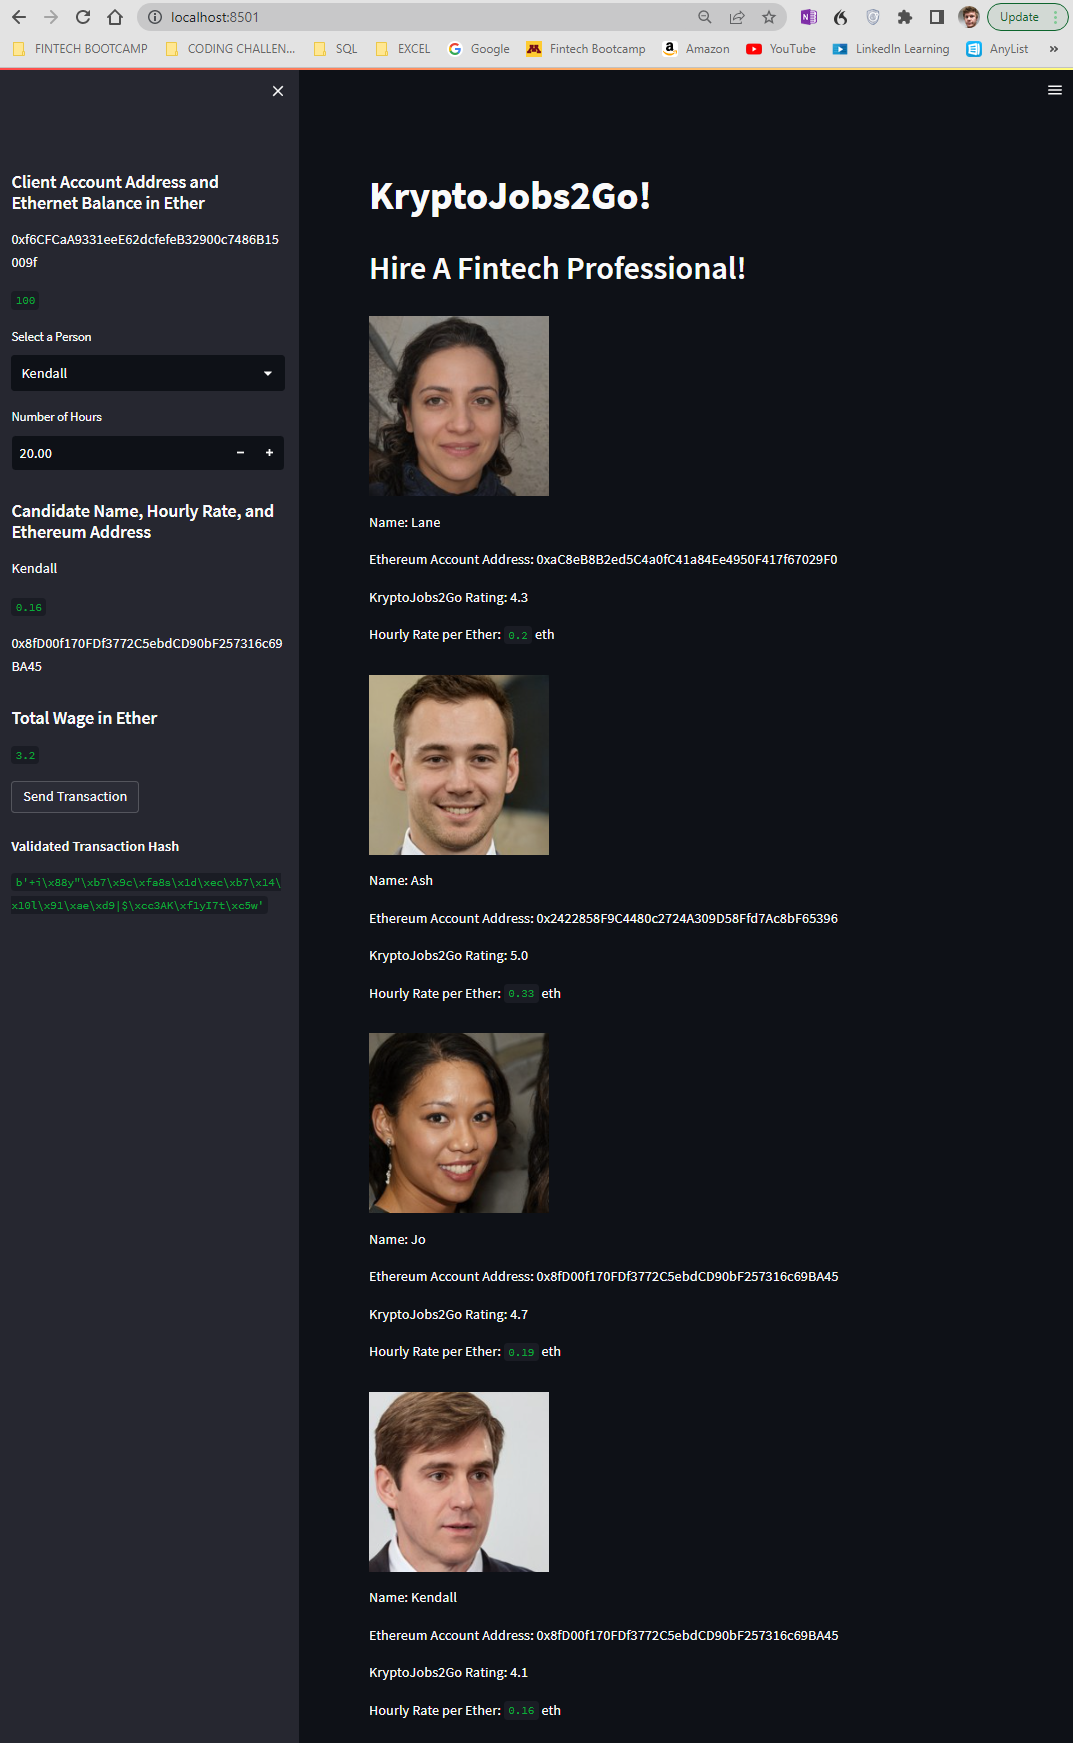 localhost:8501
Update
FINTECH BOOTCAMP
CODING CHALLEN...
SQL
EXCEL
Google
Fintech Bootcamp
Amazon
YouTube
LinkedIn Learning
AnyList
»
Client Account Address and
Ethernet Balance in Ether
0xf6CFCaA9331eeE62dcfefeB32900c7486B15
009f
100
Select a Person
Kendall
Number of Hours
20.00
Candidate Name, Hourly Rate, and
Ethereum Address
Kendall
0.16
0x8fD00f170FDf3772C5ebdCD90bF257316c69
BA45
Total Wage in Ether
3.2
Send Transaction
Validated Transaction Hash
b'+i\x88y"\xb7\x9c\xfa8s\x1d\xec\xb7\x14\
x10l\x91\xae\xd9|$\xcc3AK\xf1yI7t\xc5w'
KryptoJobs2Go!
Hire A Fintech Professional!
Name: Lane
Ethereum Account Address: 0xaC8eB8B2ed5C4a0fC41a84Ee4950F417f67029F0
KryptoJobs2Go Rating: 4.3
Hourly Rate per Ether: 0.2 eth
Name: Ash
Ethereum Account Address: 0x2422858F9C4480c2724A309D58Ffd7Ac8bF65396
KryptoJobs2Go Rating: 5.0
Hourly Rate per Ether: 0.33 eth
Name: Jo
Ethereum Account Address: 0x8fD00f170FDf3772C5ebdCD90bF257316c69BA45
KryptoJobs2Go Rating: 4.7
Hourly Rate per Ether: 0.19 eth
Name: Kendall
Ethereum Account Address: 0x8fD00f170FDf3772C5ebdCD90bF257316c69BA45
KryptoJobs2Go Rating: 4.1
Hourly Rate per Ether: 0.16 eth